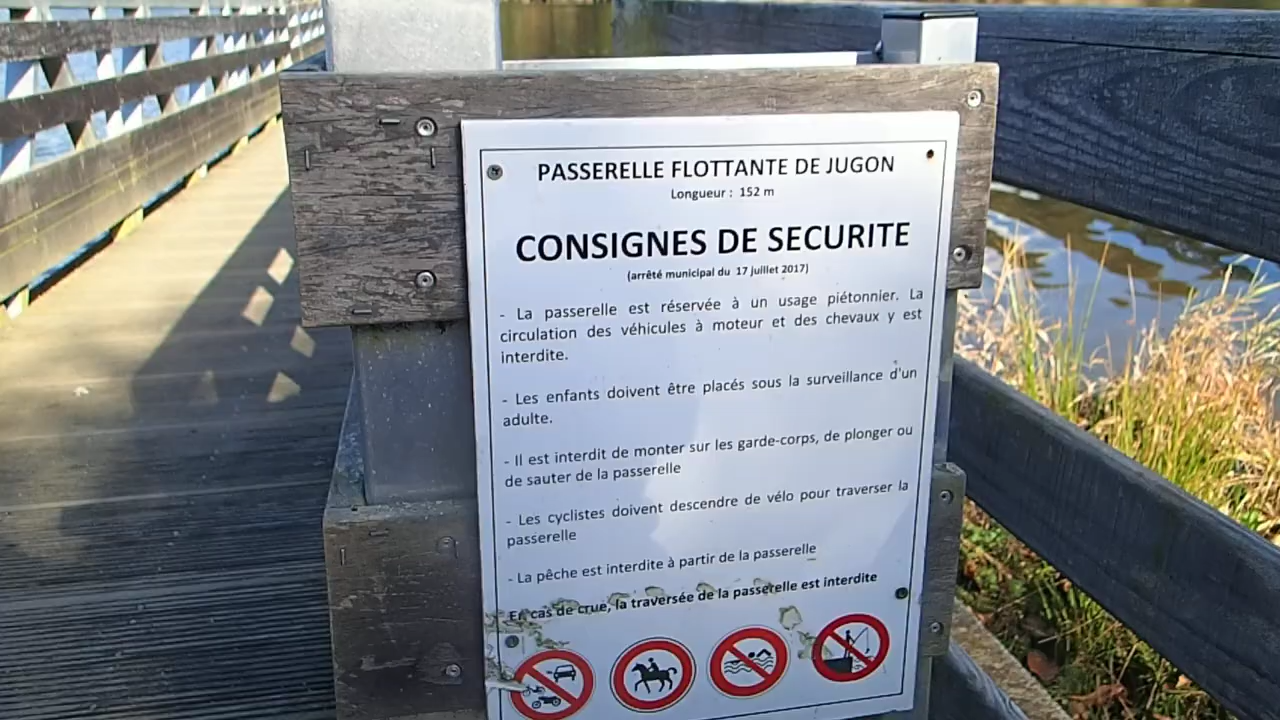 PASSERELLE FLOTTANTE DE JUGON
Longueur : 152 m
CONSIGNES DE SECURITE
(arrêté municipal du 17 juillet 2017)
- La passerelle est réservée à un usage piétonnier. La
circulation des véhicules à moteur et des chevaux y est
interdite.
- Les enfants doivent être placés sous la surveillance d'un
adulte.
- Il est interdit de monter sur les garde-corps, de plonger ou
de sauter de la passerelle
- Les cyclistes doivent descendre de vélo pour traverser la
passerelle
- La pêche est interdite à partir de la passerelle
En cas de crue, la traversée de la passerelle est interdite